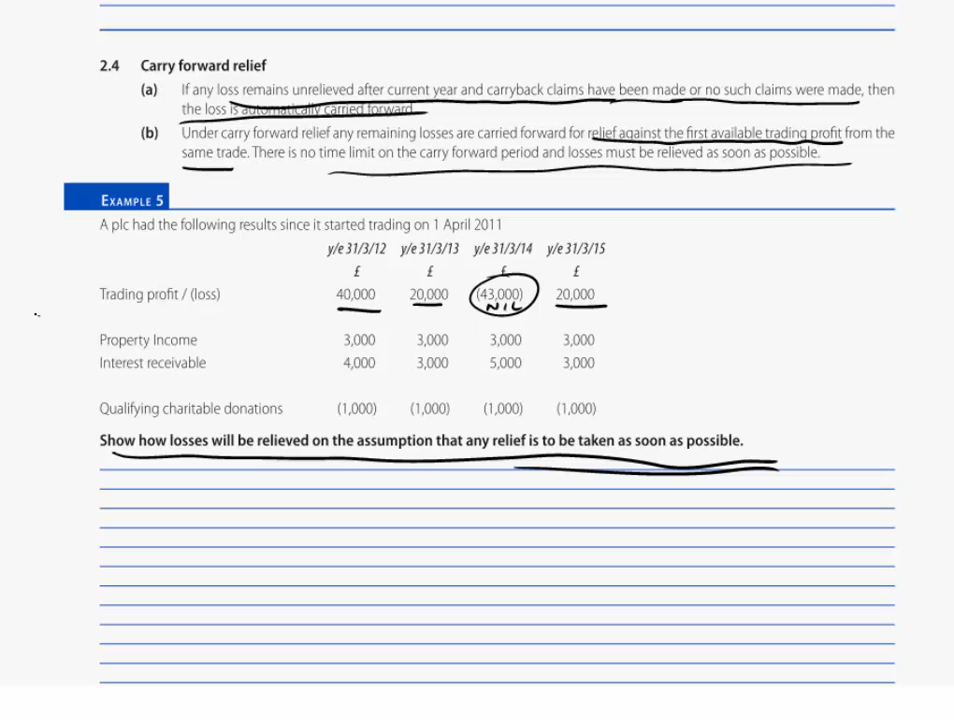 2.4 Carry forward relief
(a) If any loss remains unrelieved after current year and carryback claims have been made or no such claims were made, then
the loss is automatically carried forward.
(b) Under carry forward relief any remaining losses are carried forward for relief against the first available trading profit from the
same trade. There is no time limit on the carry forward period and losses must be relieved as soon as possible.
EXAMPLE 5
A plc had the following results since it started trading on 1 April 2011
y/e 31/3/12 y/e 31/3/13 y/e 31/3/14 y/e 31/3/15
£ £ £ £
Trading profit / (loss) 40,000 20,000 (43,000) 20,000
NIL
Property Income 3,000 3,000 3,000 3,000
Interest receivable 4,000 3,000 5,000 3,000
Qualifying charitable donations (1,000) (1,000) (1,000) (1,000)
Show how losses will be relieved on the assumption that any relief is to be taken as soon as possible.